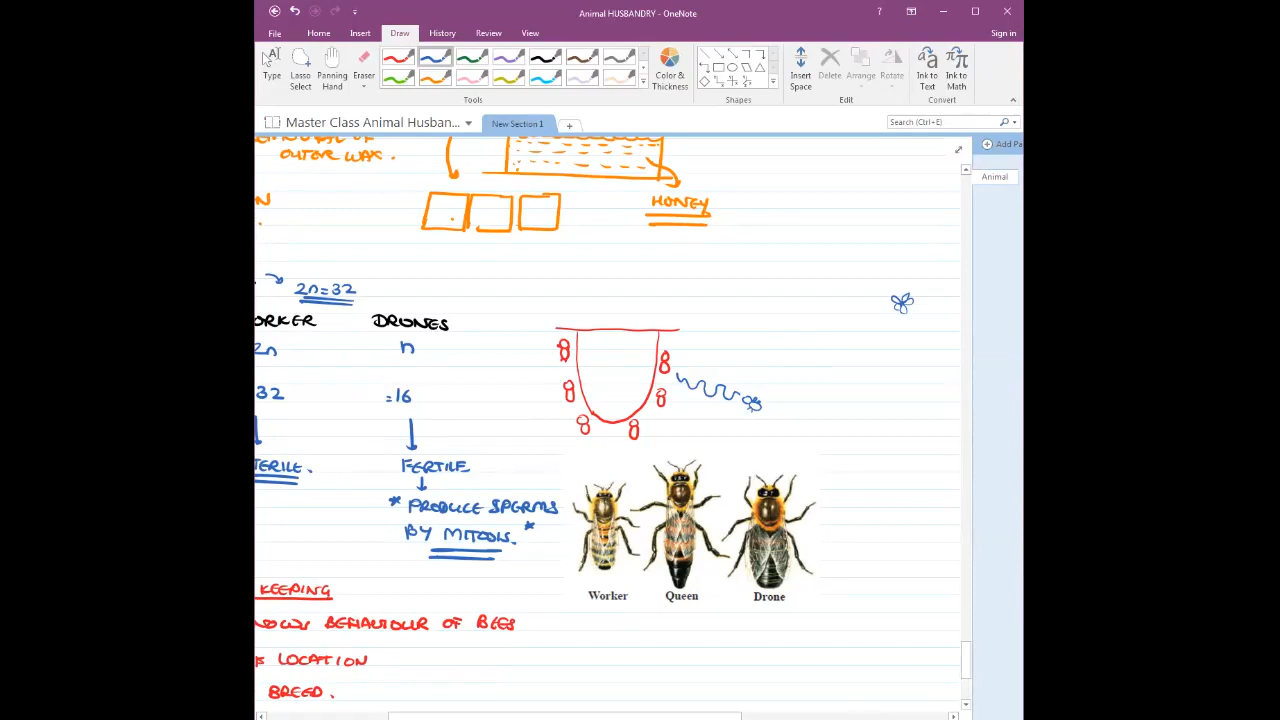 Animal HUSBANDRY - OneNote
File Home Insert Draw History Review View
Sign in
Type
Lasso Select
Panning Hand
Eraser
Color & Thickness
Insert Space
Delete
Arrange
Rotate
Ink to Text
Ink to Math
Tools
Shapes
Edit
Convert
Master Class Animal Husban...
New Section 1
Search (Ctrl+E)
Add Pa
Animal
OUTER WAX.
HONEY
2n=32
ORKER DRONES
2n n
32 =16
TERILE. FERTILE
* PRODUCE SPERMS
BY MITOSIS. *
Worker Queen Drone
KEEPING
BEHAVIOUR OF BEES
LOCATION
BREED.